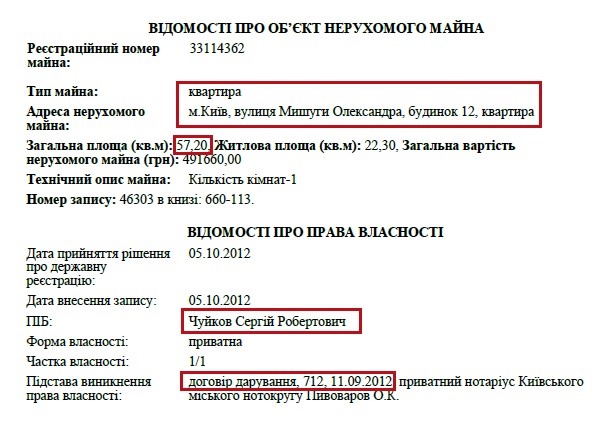 ВІДОМОСТІ ПРО ОБ’ЄКТ НЕРУХОМОГО МАЙНА
Реєстраційний номер майна: 33114362
Тип майна: квартира
Адреса нерухомого майна: м.Київ, вулиця Мишуги Олександра, будинок 12, квартира
Загальна площа (кв.м): 57,20, Житлова площа (кв.м): 22,30, Загальна вартість
нерухомого майна (грн): 491660,00
Технічний опис майна: Кількість кімнат-1
Номер запису: 46303 в книзі: 660-113.
ВІДОМОСТІ ПРО ПРАВА ВЛАСНОСТІ
Дата прийняття рішення про державну реєстрацію: 05.10.2012
Дата внесення запису: 05.10.2012
ПІБ: Чуйков Сергій Робертович
Форма власності: приватна
Частка власності: 1/1
Підстава виникнення права власності: договір дарування, 712, 11.09.2012, приватний нотаріус Київського
міського нотокругу Пивоваров О.К.